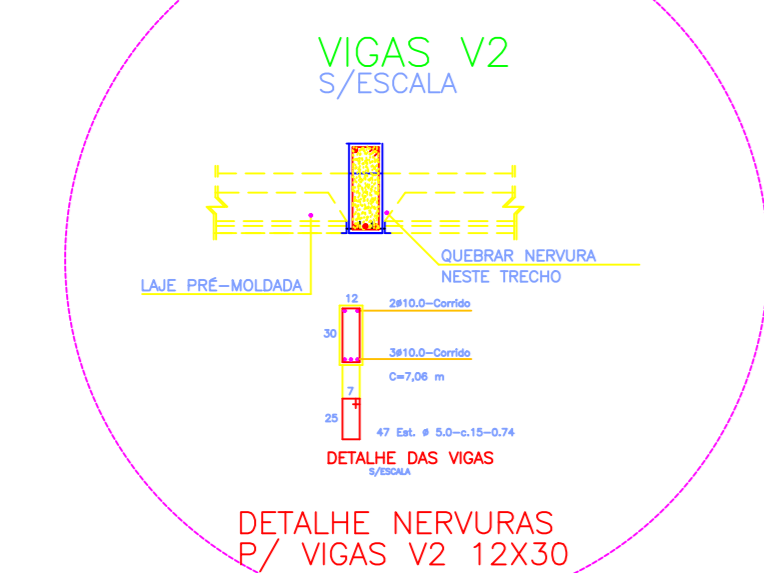 VIGAS V2
S/ESCALA
QUEBRAR NERVURA
NESTE TRECHO
LAJE PRÉ-MOLDADA
12
2ø10.0-Corrido
30
3ø10.0-Corrido
C=7,06 m
7
25
47 Est. ø 5.0-c.15-0.74
DETALHE DAS VIGAS
S/ESCALA
DETALHE NERVURAS
P/ VIGAS V2 12X30